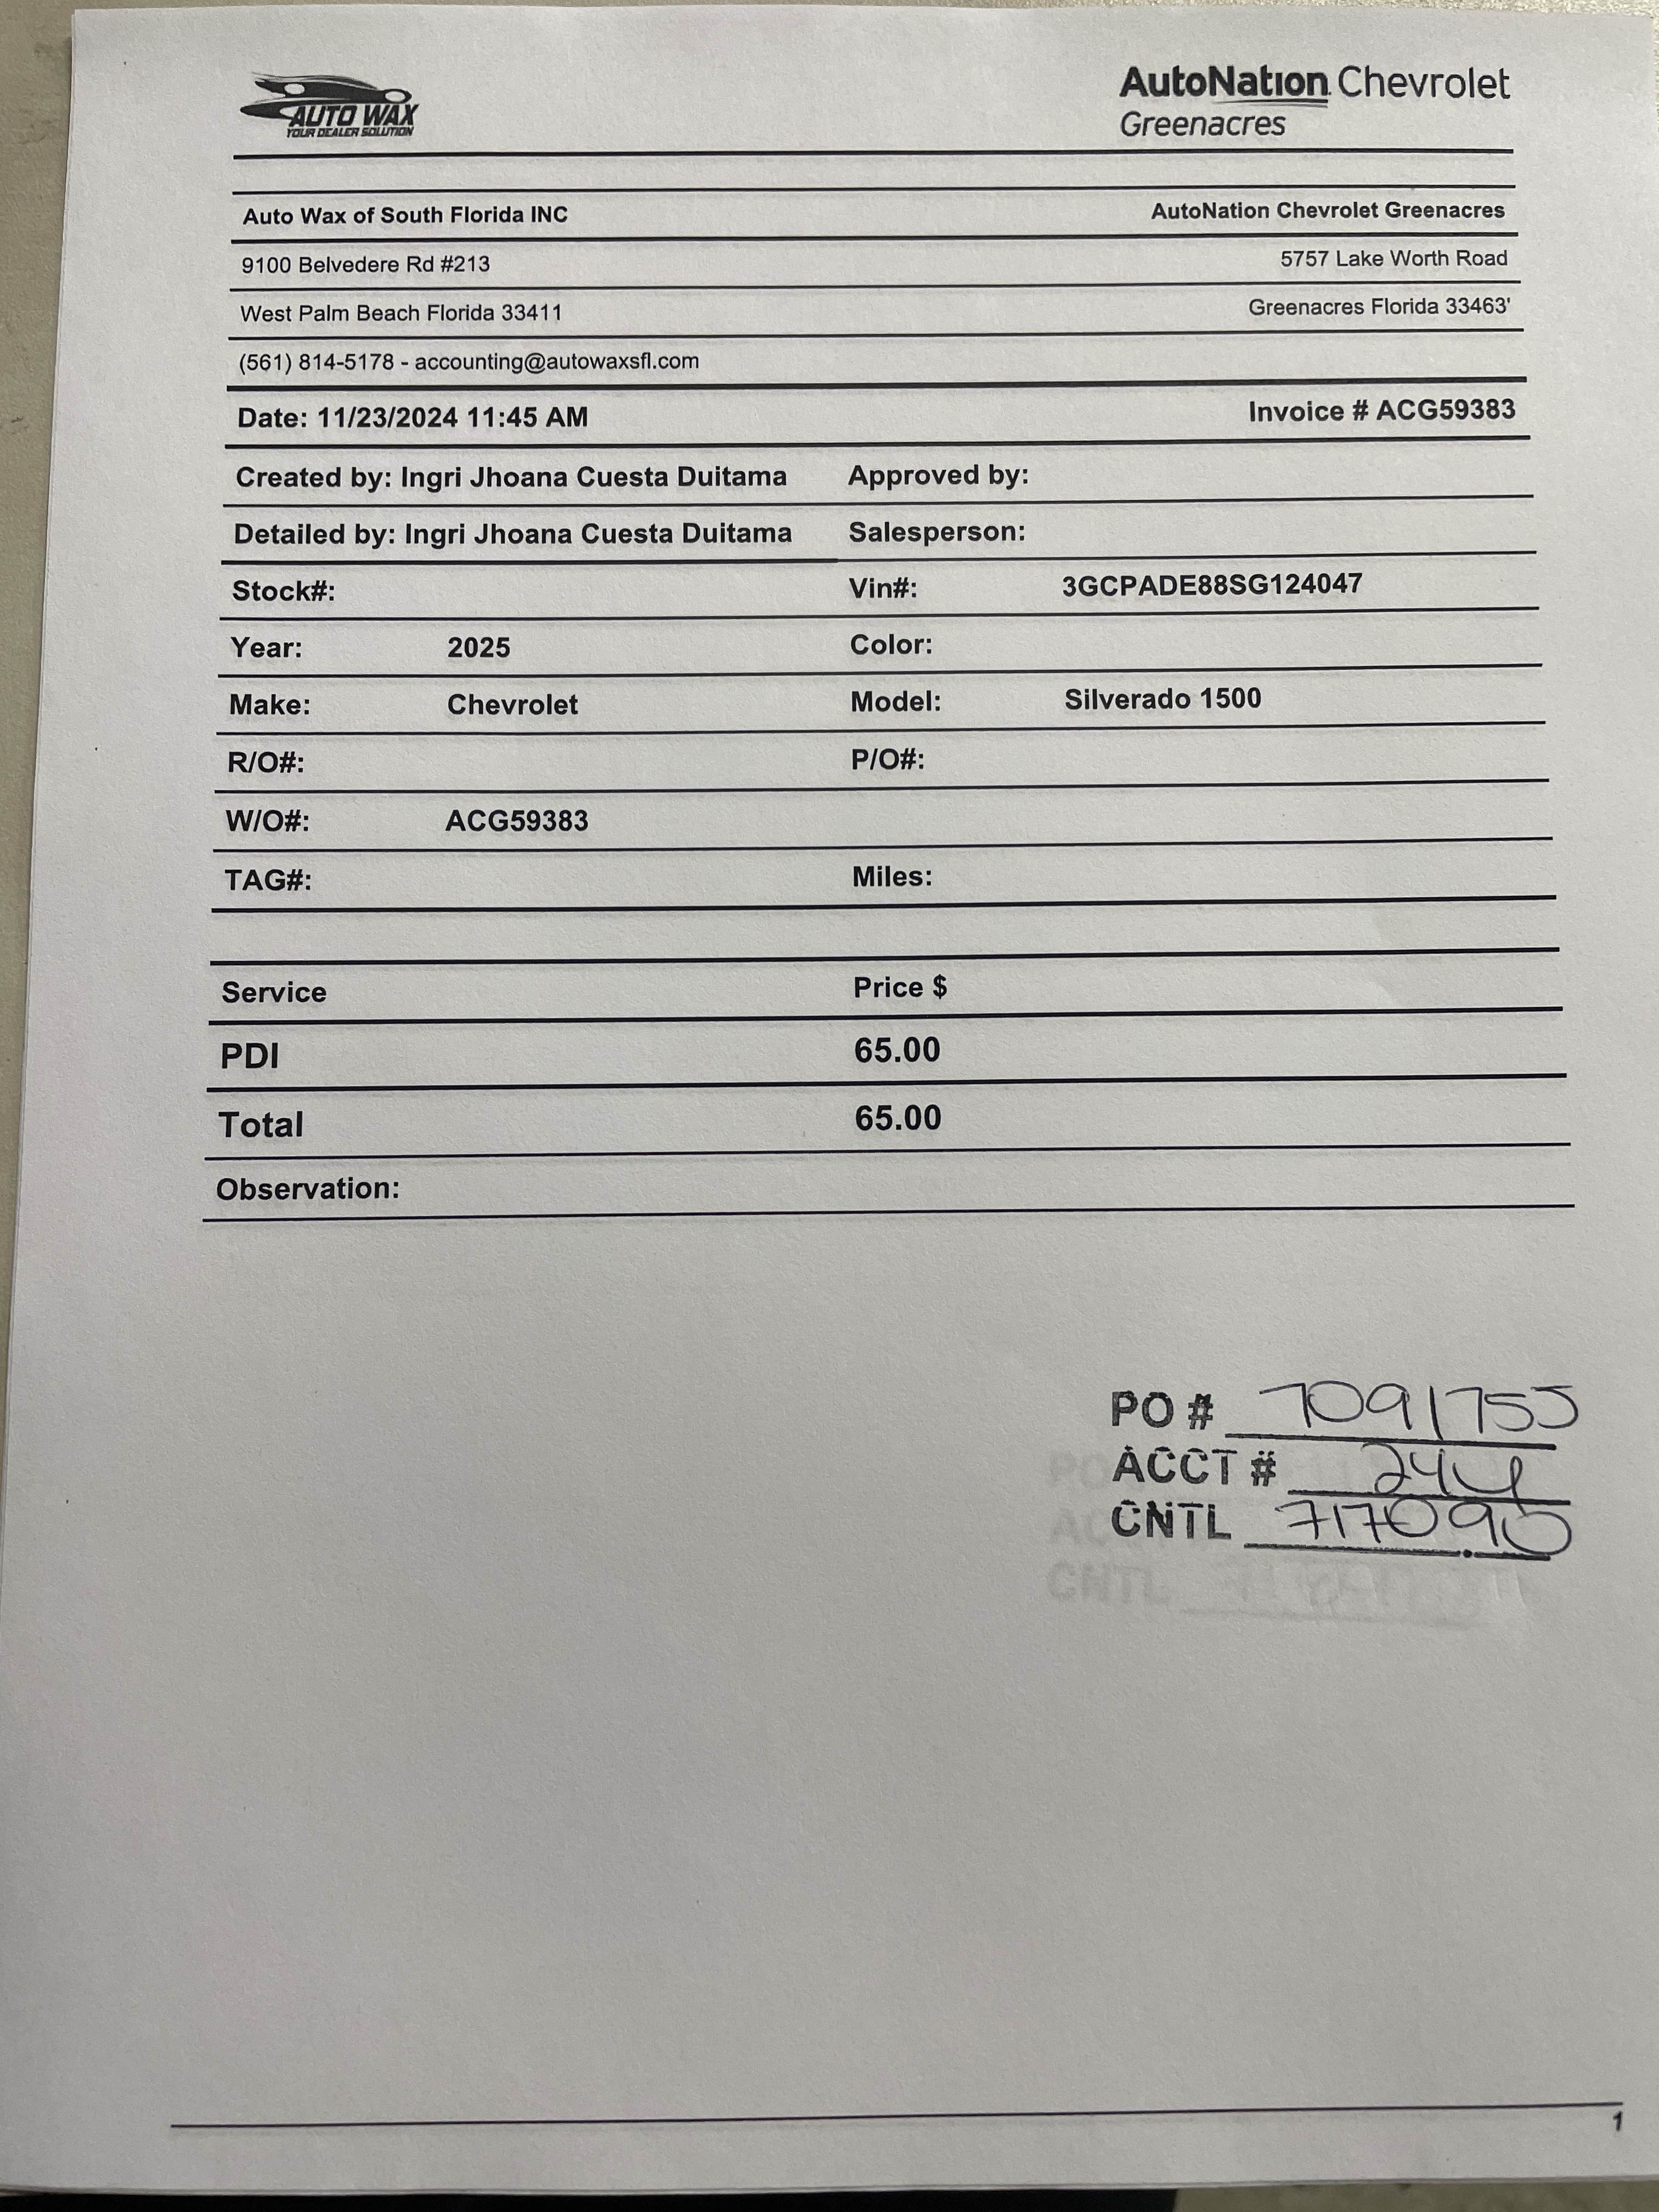 AUTO WAX
YOUR DEALER SOLUTION
AutoNation Chevrolet
Greenacres
Auto Wax of South Florida INC AutoNation Chevrolet Greenacres
9100 Belvedere Rd #213 5757 Lake Worth Road
West Palm Beach Florida 33411 Greenacres Florida 33463'
(561) 814-5178 - accounting@autowaxsfl.com
Date: 11/23/2024 11:45 AM Invoice # ACG59383
Created by: Ingri Jhoana Cuesta Duitama Approved by:
Detailed by: Ingri Jhoana Cuesta Duitama Salesperson:
Stock#: Vin#: 3GCPADE88SG124047
Year: 2025 Color:
Make: Chevrolet Model: Silverado 1500
R/O#: P/O#:
W/O#: ACG59383
TAG#: Miles:
Service Price $
PDI 65.00
Total 65.00
Observation:
PO # 7091755
ACCT # 244
CNTL 717090
1